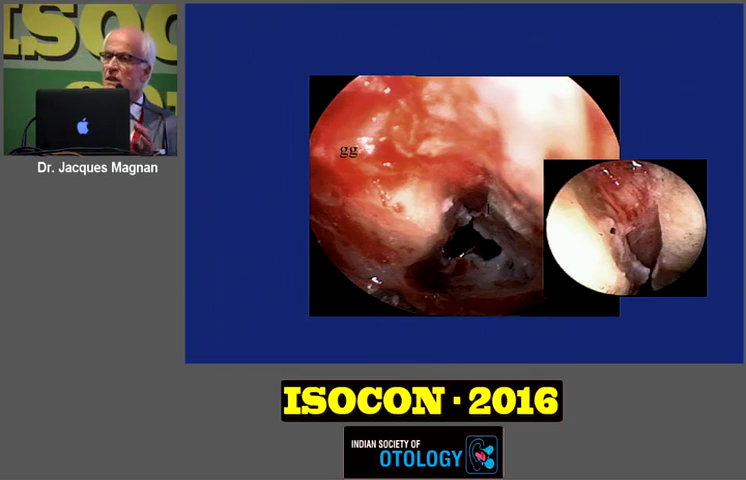 ISOC
Dr. Jacques Magnan
gg
ISOCON · 2016
INDIAN SOCIETY OF
OTOLOGY